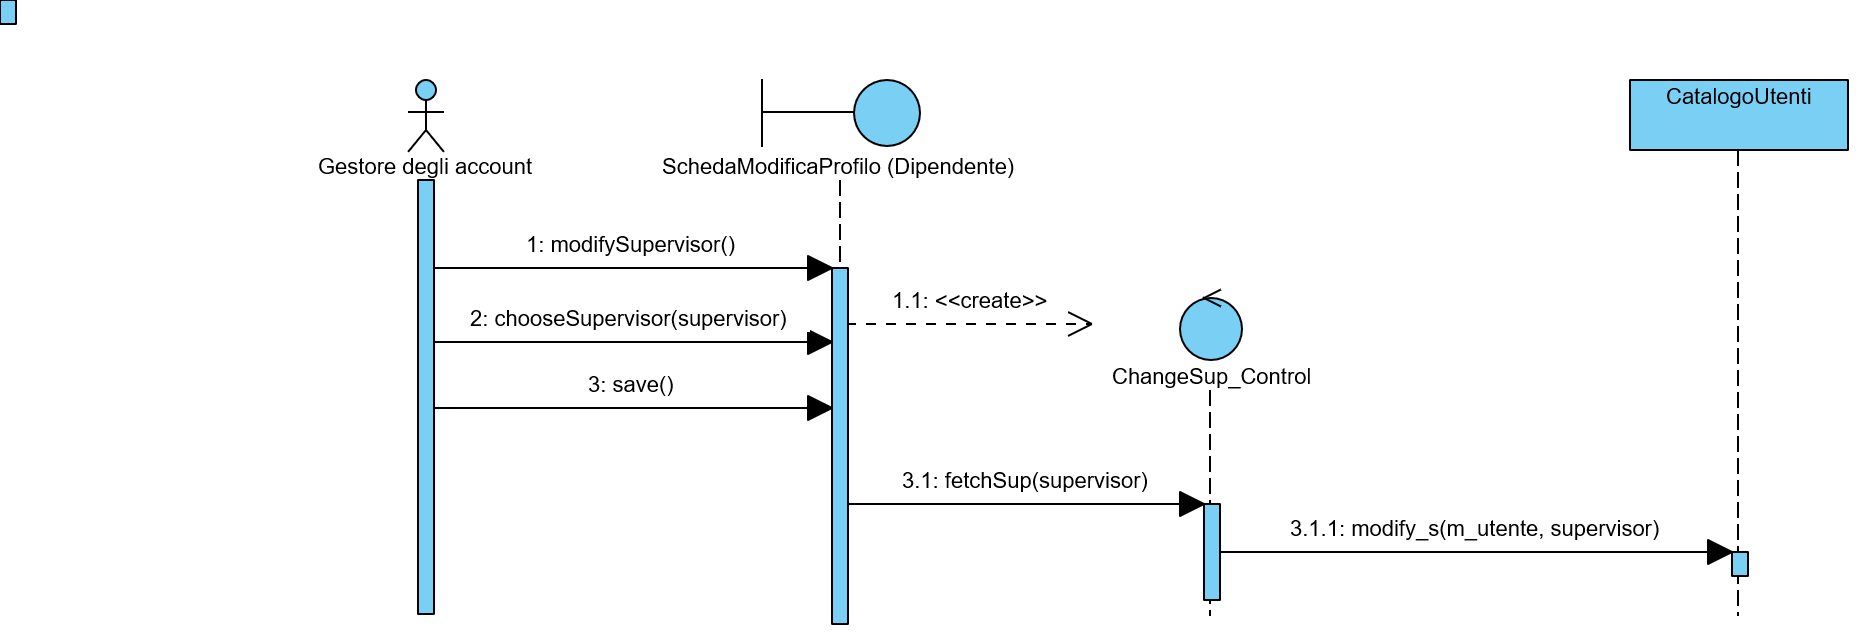 CatalogoUtenti
Gestore degli account
SchedaModificaProfilo (Dipendente)
1: modifySupervisor()
1.1: <<create>>
2: chooseSupervisor(supervisor)
ChangeSup_Control
3: save()
3.1: fetchSup(supervisor)
3.1.1: modify_s(m_utente, supervisor)